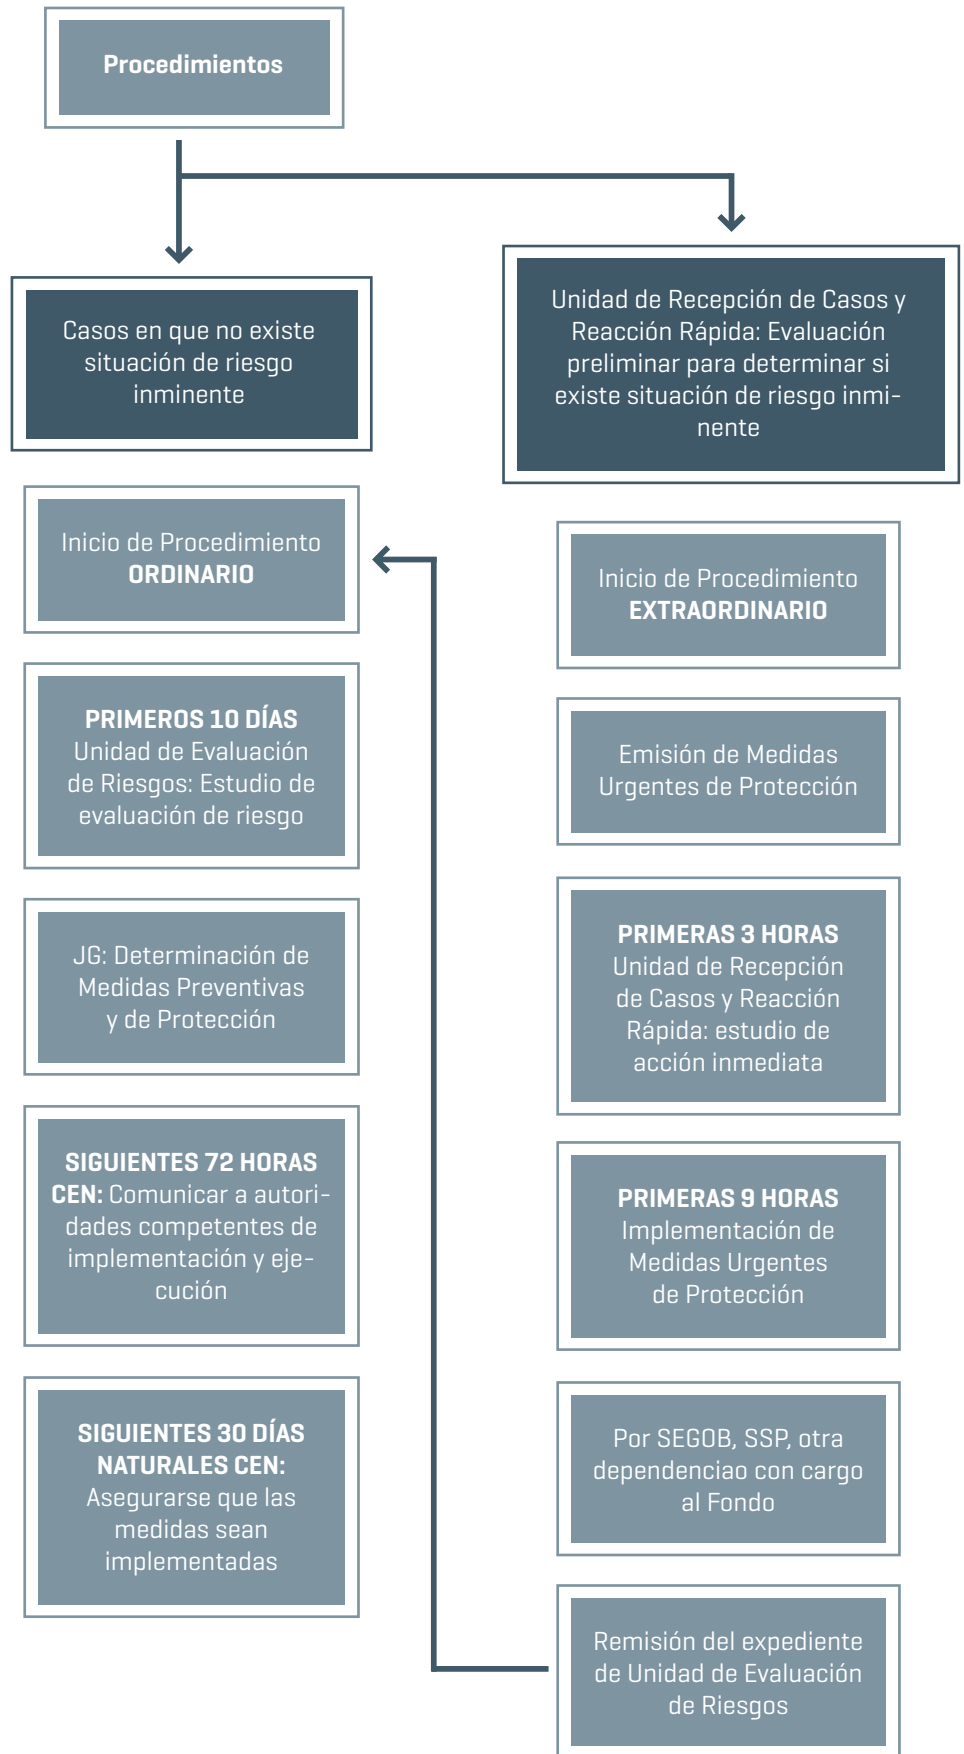 Procedimientos
Casos en que no existe
situación de riesgo
inminente
Unidad de Recepción de Casos y
Reacción Rápida: Evaluación
preliminar para determinar si
existe situación de riesgo inmi-
nente
Inicio de Procedimiento
ORDINARIO
PRIMEROS 10 DÍAS
Unidad de Evaluación
de Riesgos: Estudio de
evaluación de riesgo
JG: Determinación de
Medidas Preventivas
y de Protección
SIGUIENTES 72 HORAS
CEN: Comunicar a autori-
dades competentes de
implementación y eje-
cución
SIGUIENTES 30 DÍAS
NATURALES CEN:
Asegurarse que las
medidas sean
implementadas
Inicio de Procedimiento
EXTRAORDINARIO
Emisión de Medidas
Urgentes de Protección
PRIMERAS 3 HORAS
Unidad de Recepción
de Casos y Reacción
Rápida: estudio de
acción inmediata
PRIMERAS 9 HORAS
Implementación de
Medidas Urgentes
de Protección
Por SEGOB, SSP, otra
dependenciao con cargo
al Fondo
Remisión del expediente
de Unidad de Evaluación
de Riesgos